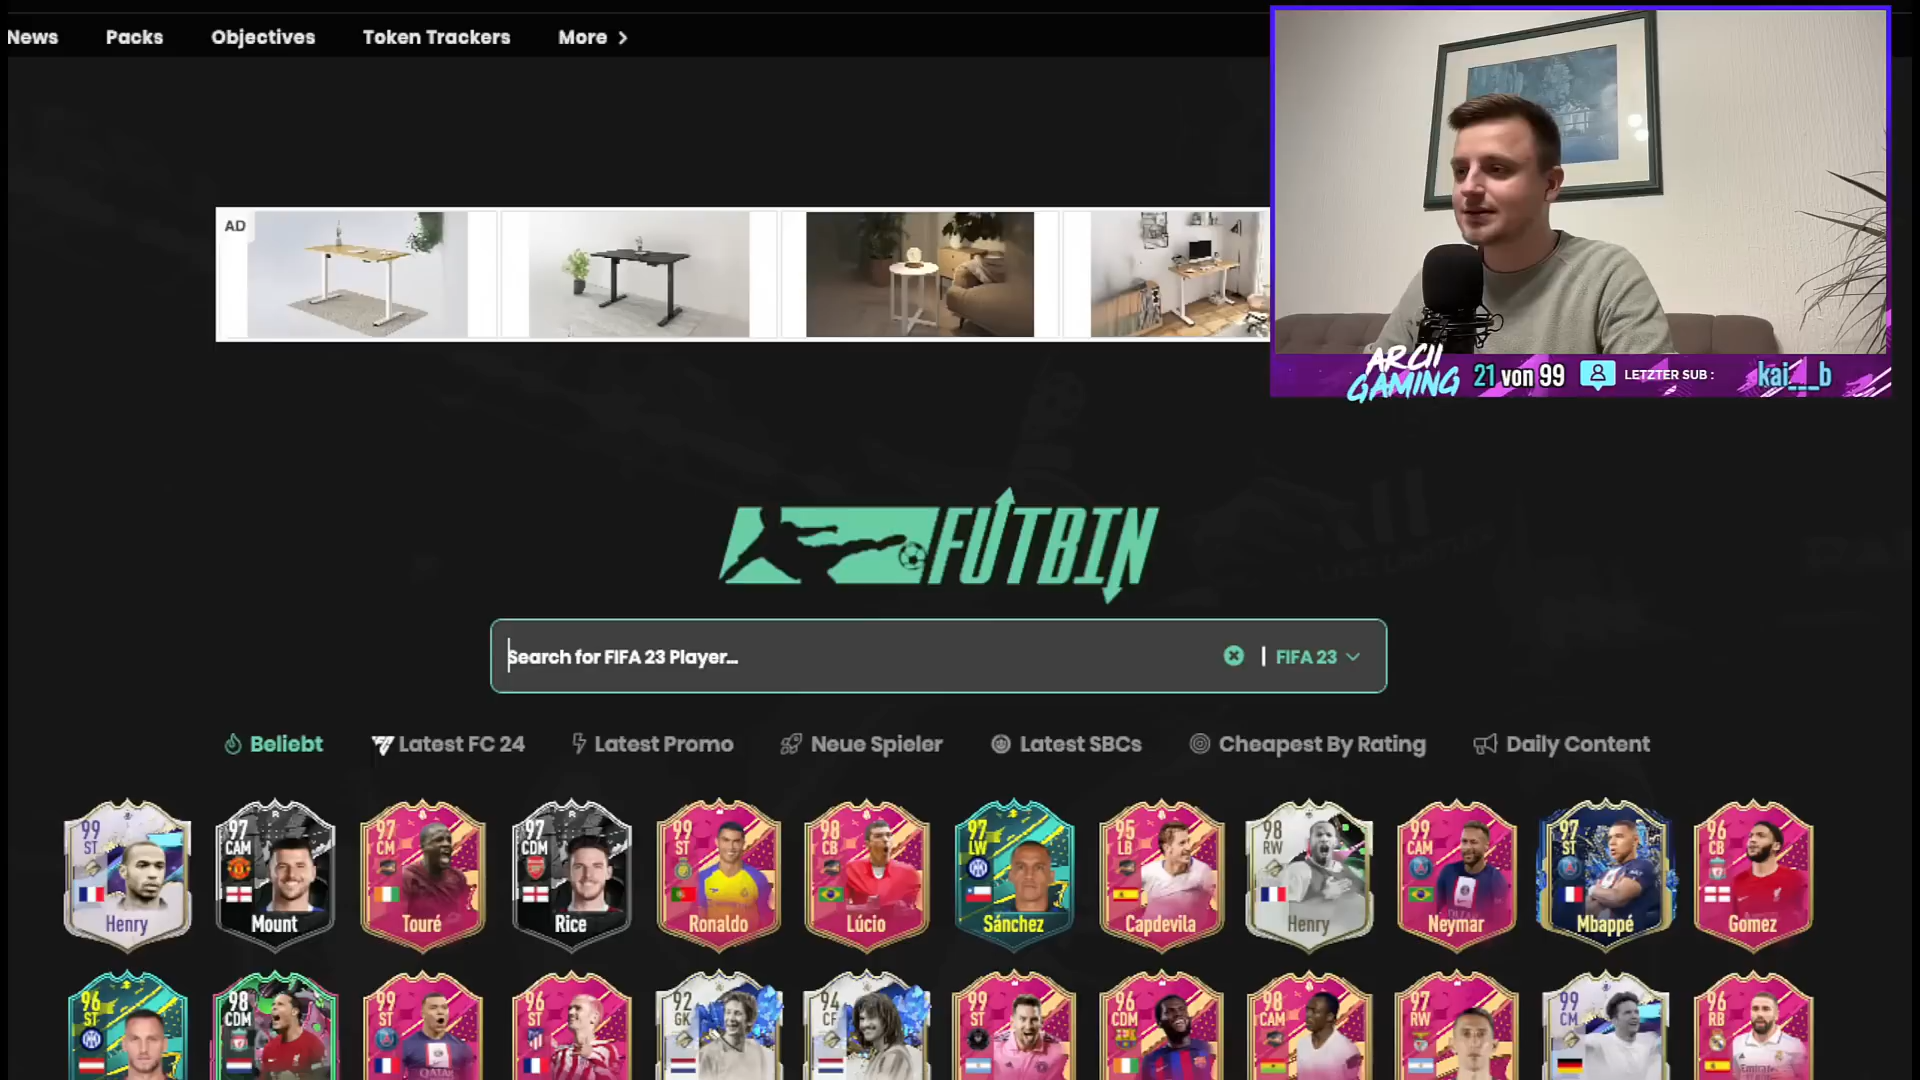 News Packs Objectives Token Trackers More
AD
ARCII
GAMING
21 von 99
LETZTER SUB :
kai___b
FUTBIN
Search for FIFA 23 Player...
FIFA 23
Beliebt Latest FC 24 Latest Promo Neue Spieler Latest SBCs Cheapest By Rating Daily Content
99 97 97 97 99 98 97 95 98 99 97 96
ST CAM CM CDM ST CB LW LB RW CAM ST CB
Henry Mount Touré Rice Ronaldo Lúcio Sánchez Capdevila Henry Neymar Mbappé Gomez
96 98 99 96 92 94 99 96 98 97 99 96
ST CDM ST ST GK CF ST CDM CAM RW CM RB